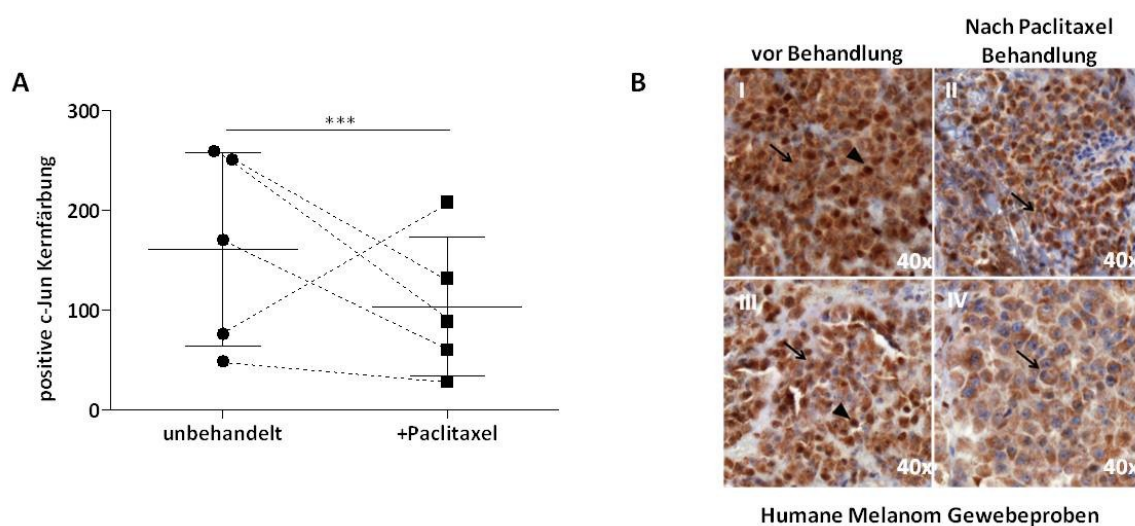 A
positive c-Jun Kernfärbung
300
200
100
0
***
unbehandelt
+Paclitaxel
B
vor Behandlung
Nach Paclitaxel
Behandlung
I
40x
II
40x
III
40x
IV
40x
Humane Melanom Gewebeproben